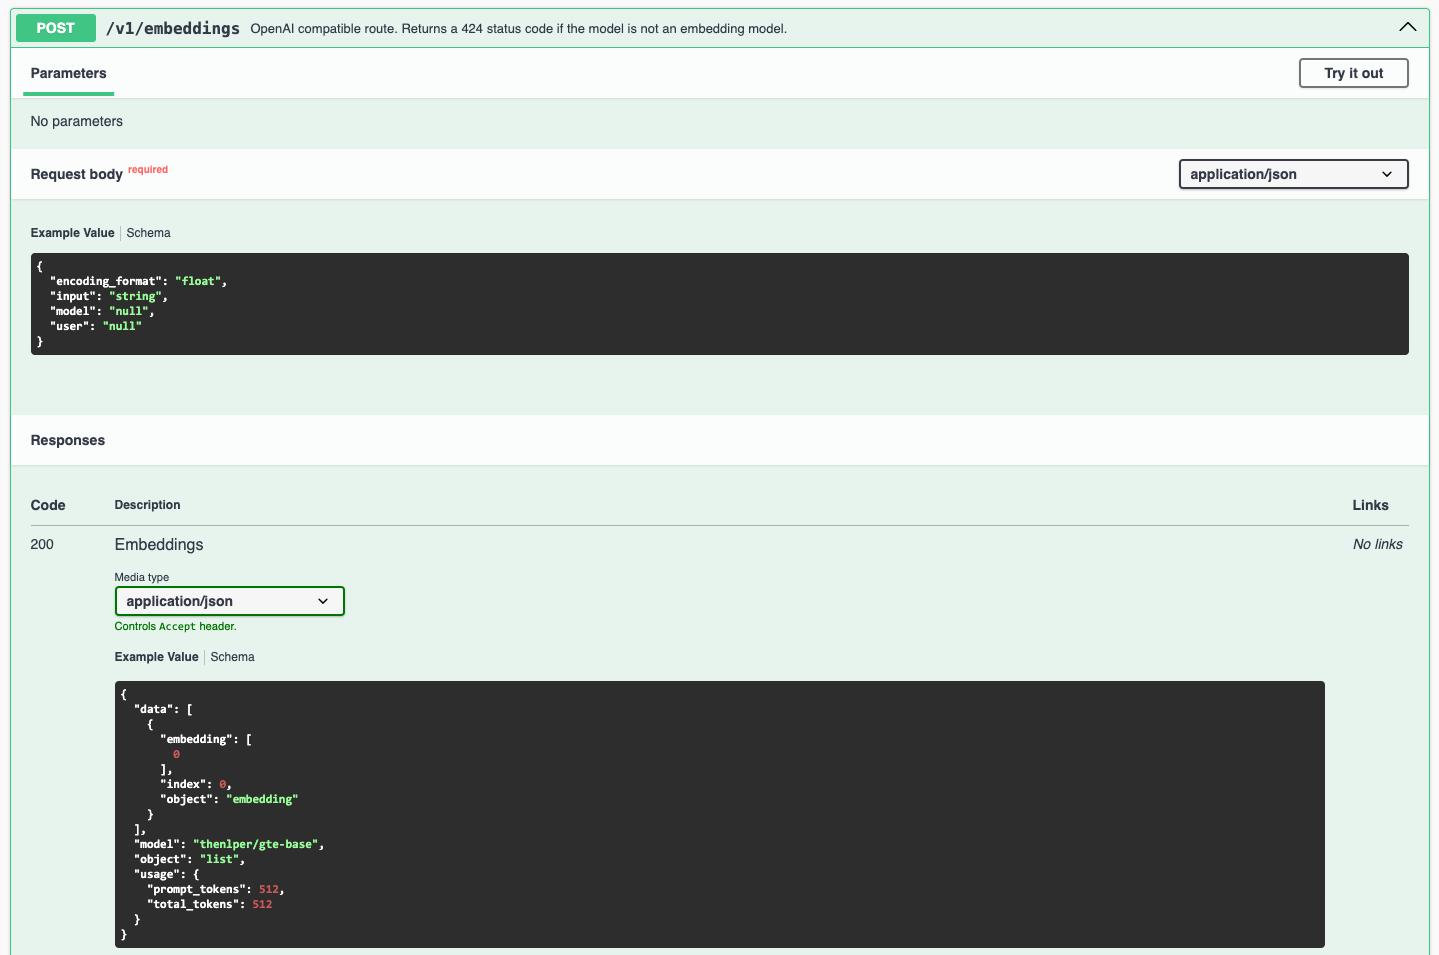 POST /v1/embeddings OpenAI compatible route. Returns a 424 status code if the model is not an embedding model.
Parameters Try it out
No parameters
Request body required application/json
Example Value Schema
{
  "encoding_format": "float",
  "input": "string",
  "model": "null",
  "user": "null"
}
Responses
Code Description Links
200 Embeddings No links
Media type
application/json
Controls Accept header.
Example Value Schema
{
  "data": [
    {
      "embedding": [
        0
      ],
      "index": 0,
      "object": "embedding"
    }
  ],
  "model": "thenlper/gte-base",
  "object": "list",
  "usage": {
    "prompt_tokens": 512,
    "total_tokens": 512
  }
}